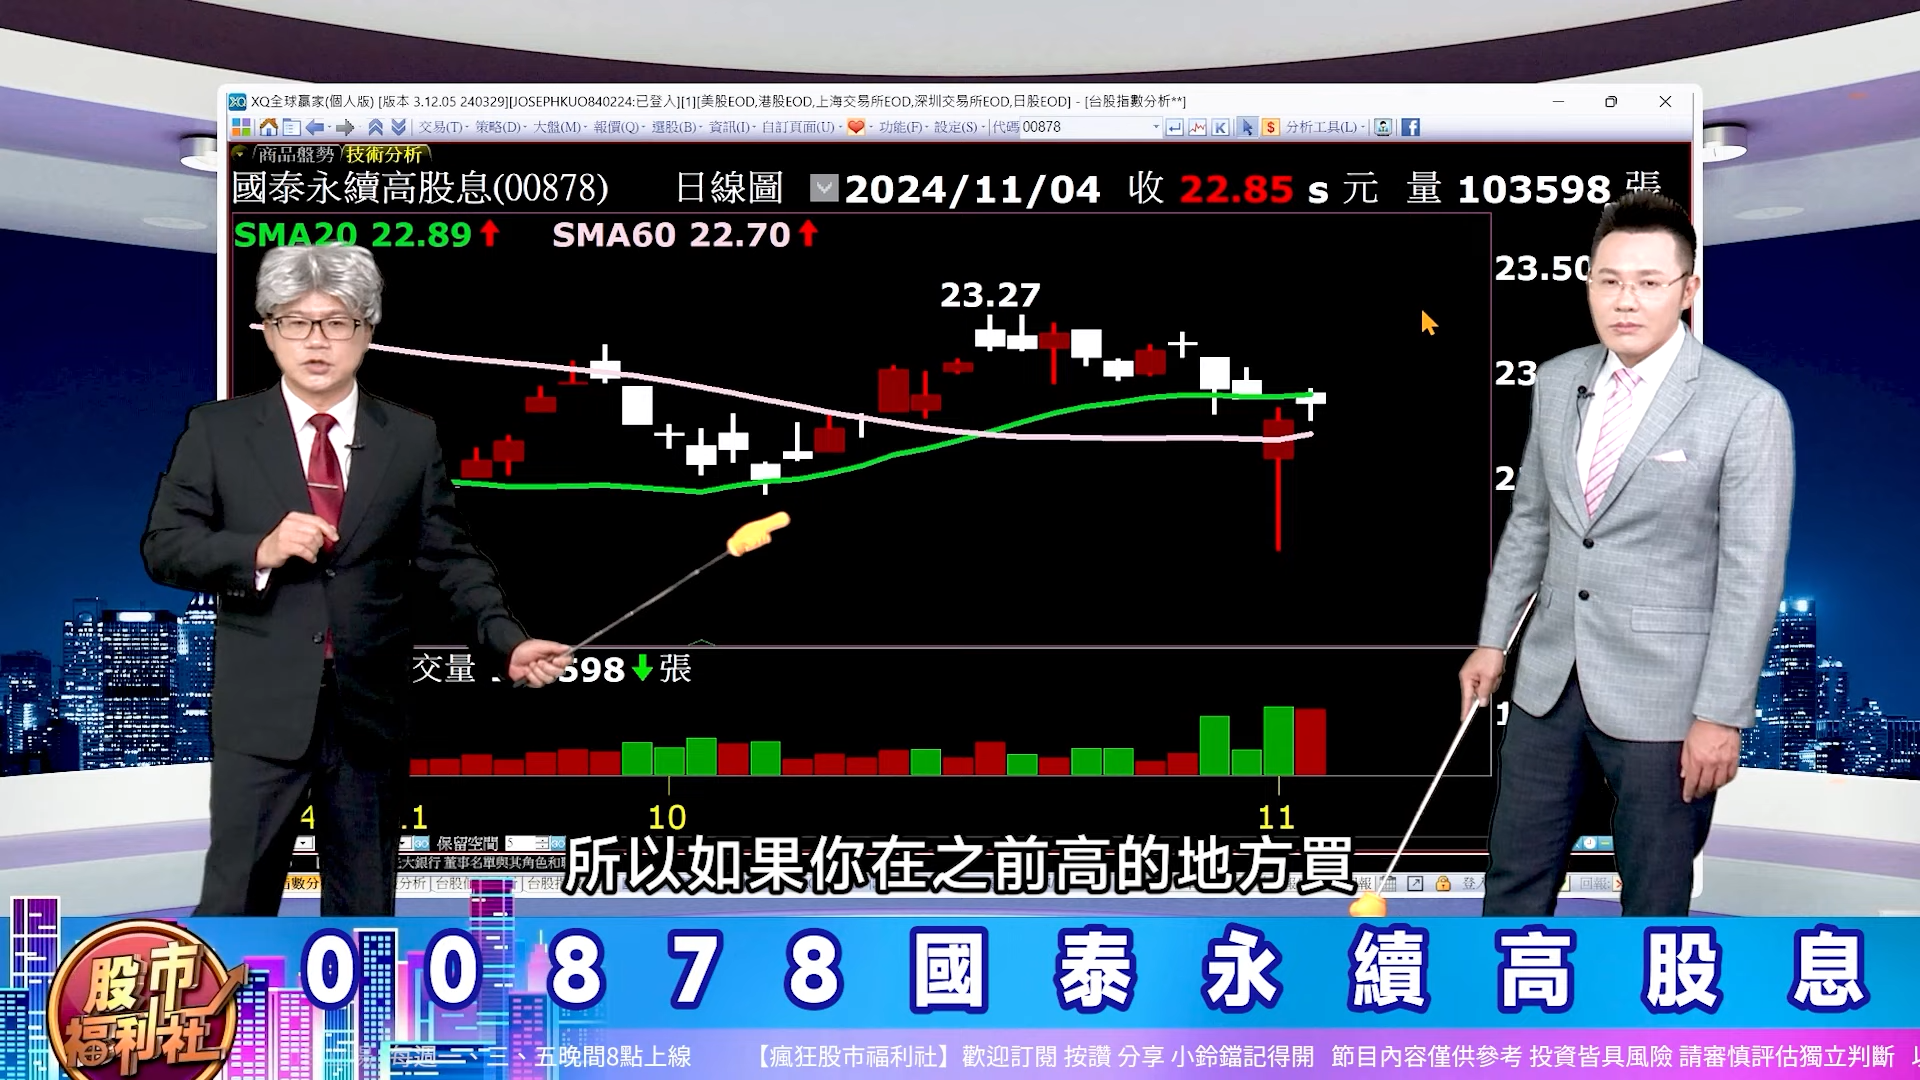 XQ全球贏家(個人版) [版本 3.12.05 240329][JOSEPHKUO840224:已登入][1][美股EOD,港股EOD,上海交易所EOD,深圳交易所EOD,日股EOD] - [台股指數分析**]
交易(T) 策略(D) 大盤(M) 報價(Q) 選股(B) 資訊(I) 自訂頁面(U) 功能(F) 設定(S) 代碼 00878 分析工具(L)
商品盤勢 技術分析
國泰永續高股息(00878) 日線圖 2024/11/04 收 22.85 s 元 量 103598 張
SMA20 22.89 SMA60 22.70
23.50
23.27
23
交量 598 張
10 11
保留空間 5
所以如果你在之前高的地方買
00878國泰永續高股息
股市福利社
每週一、三、五晚間8點上線 【瘋狂股市福利社】歡迎訂閱 按讚 分享 小鈴鐺記得開 節目內容僅供參考 投資皆具風險 請審慎評估獨立判斷